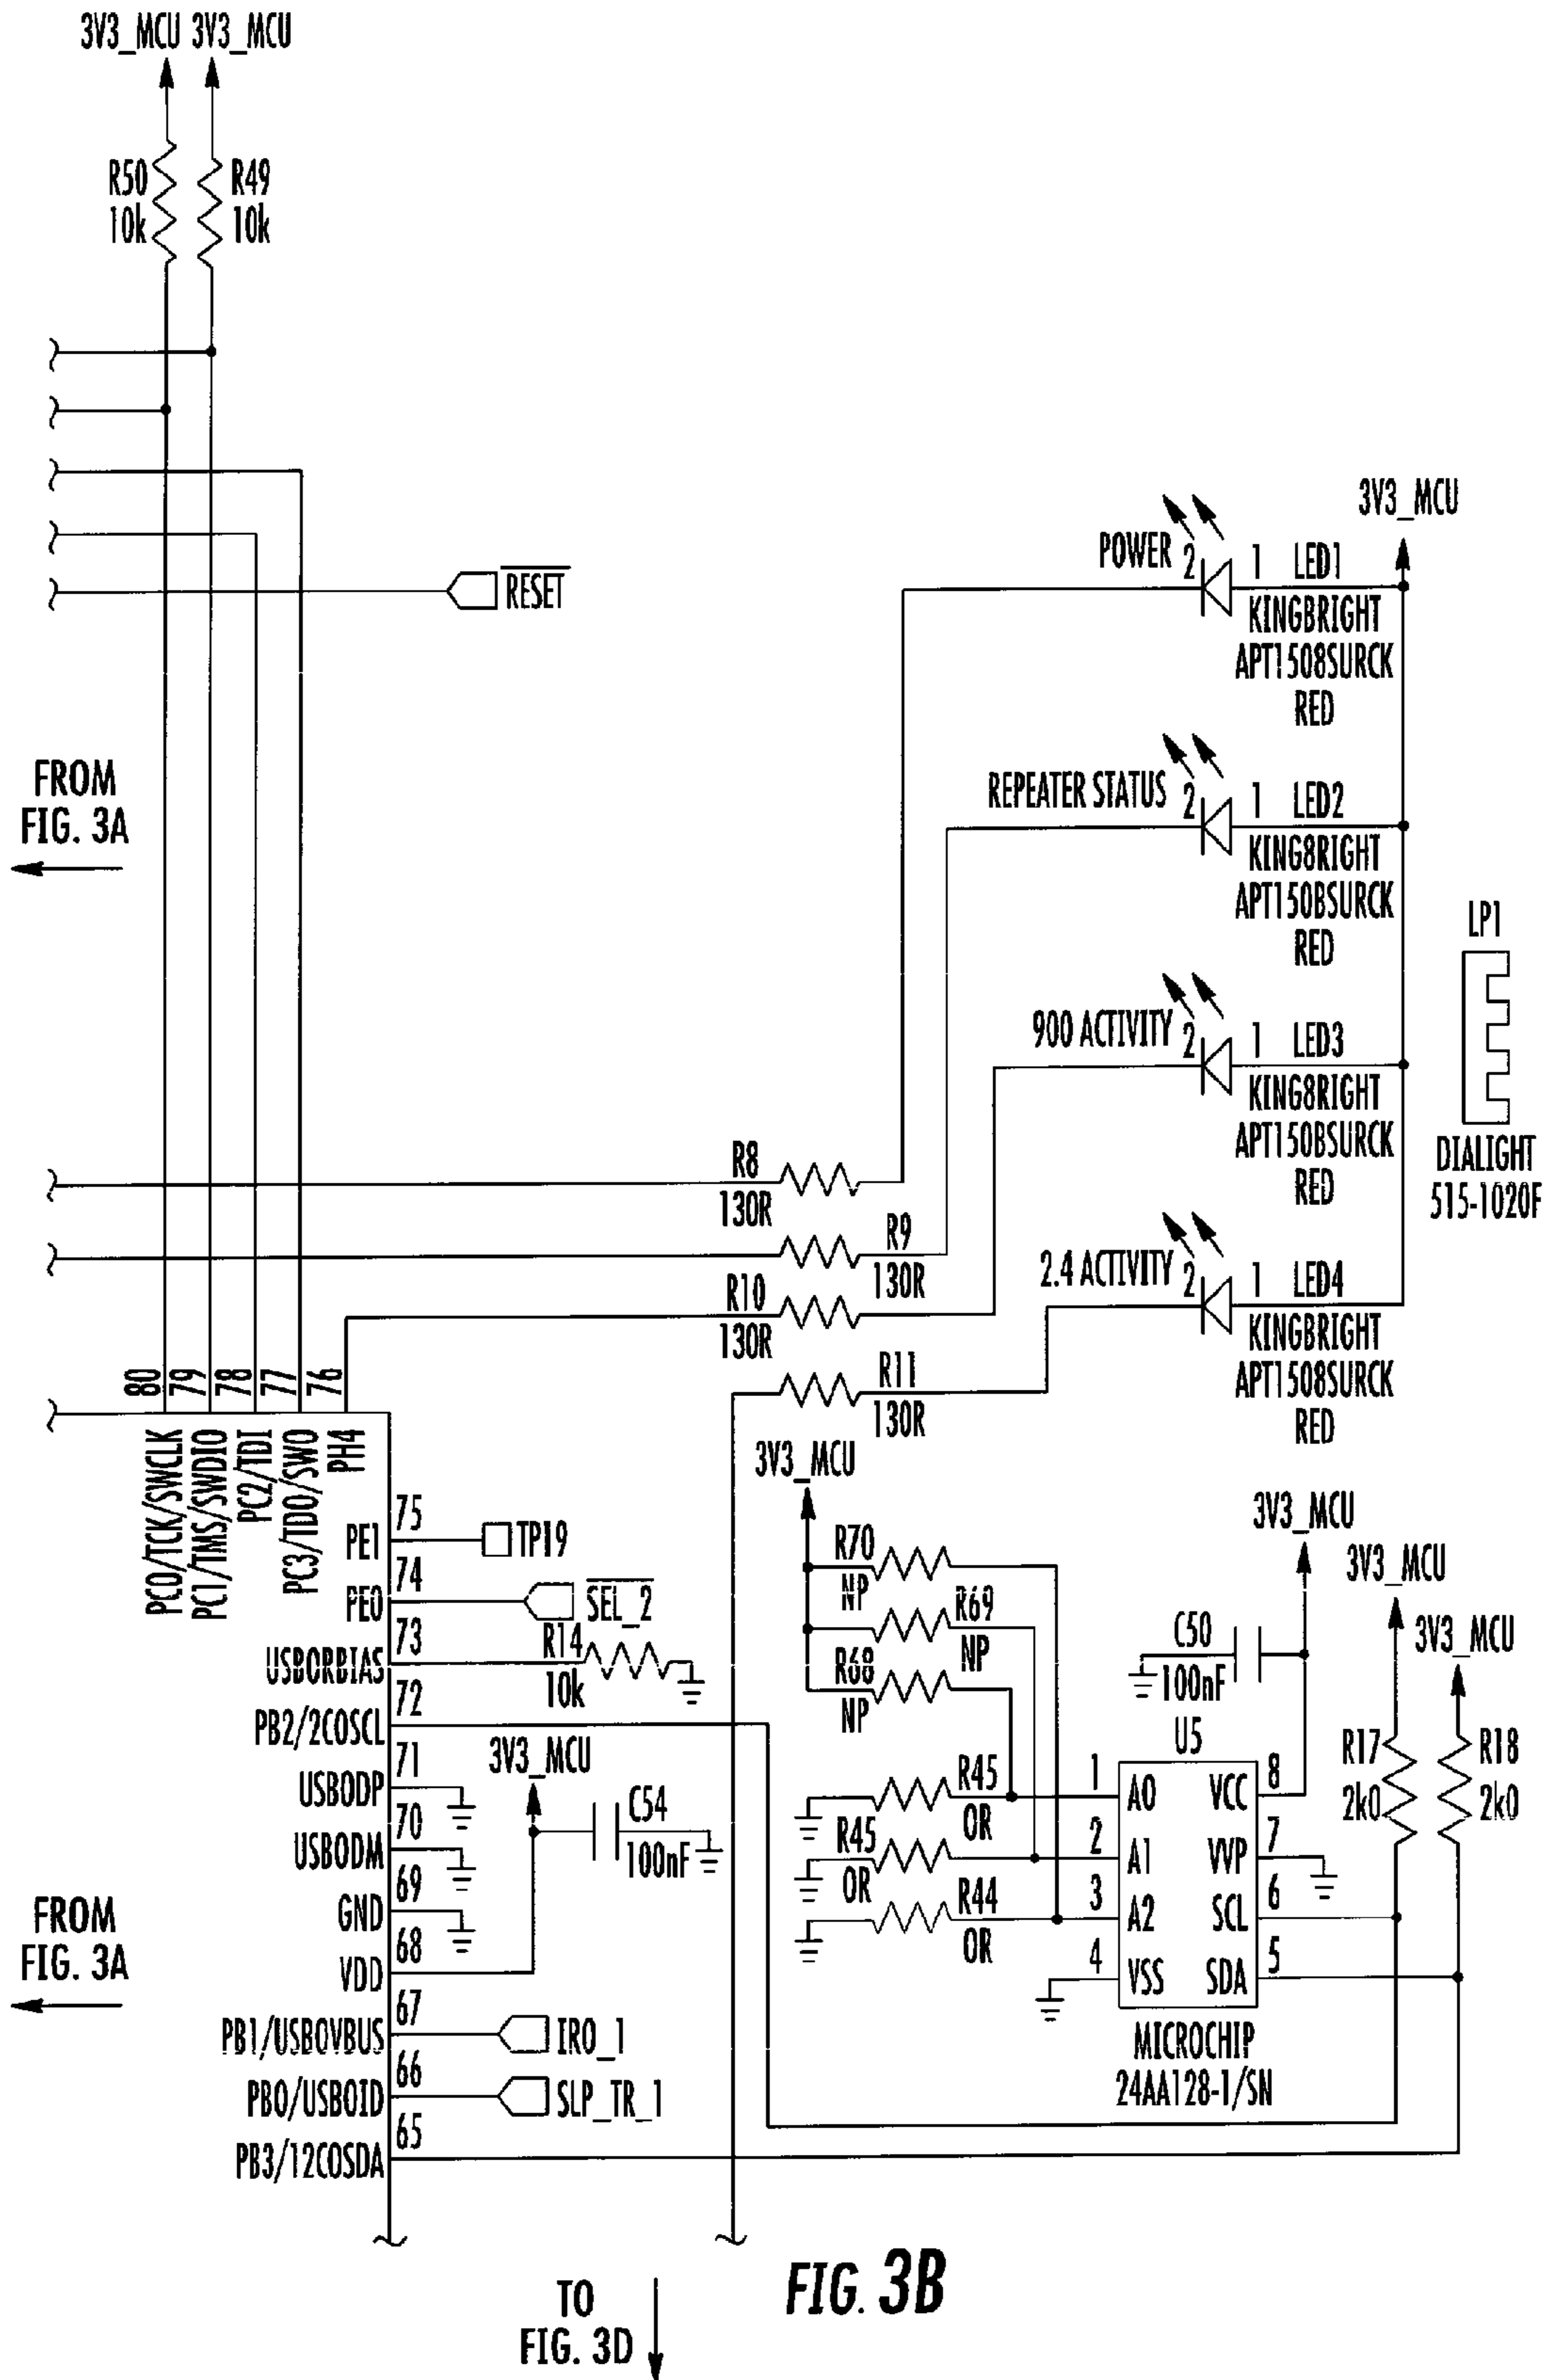 3V3_MCU 3V3_MCU
R50
10k
R49
10k
RESET
FROM
FIG. 3A
3V3_MCU
POWER
2
1
LED1
KINGBRIGHT
APT1508SURCK
RED
REPEATER STATUS
2
1
LED2
KING8RIGHT
APT150BSURCK
RED
900 ACTIVITY
2
1
LED3
KING8RIGHT
APT150BSURCK
RED
2.4 ACTIVITY
2
1
LED4
KINGBRIGHT
APT1508SURCK
RED
LP1
DIALIGHT
515-1020F
R8
130R
R9
130R
R10
130R
R11
130R
80
79
78
77
76
PC0/TCK/SWCLK
PC1/TMS/SWDIO
PC2/TDI
PC3/TDO/SWO
PH4
75
PE1
TP19
74
PE0
SEL_2
73
USBORBIAS
R14
10k
72
PB2/2COSCL
71
USBODP
70
USBODM
69
GND
68
VDD
3V3_MCU
C54
100nF
67
PB1/USBOVBUS
IRO_1
66
PB0/USBOID
SLP_TR_1
65
PB3/12COSDA
FROM
FIG. 3A
3V3_MCU
R70
NP
R69
NP
R68
NP
R45
OR
R45
OR
R44
OR
3V3_MCU
C50
100nF
U5
1
A0
2
A1
3
A2
4
VSS
VCC
8
VVP
7
SCL
6
SDA
5
MICROCHIP
24AA128-1/SN
3V3_MCU
3V3_MCU
R17
2k0
R18
2k0
FIG. 3B
TO
FIG. 3D